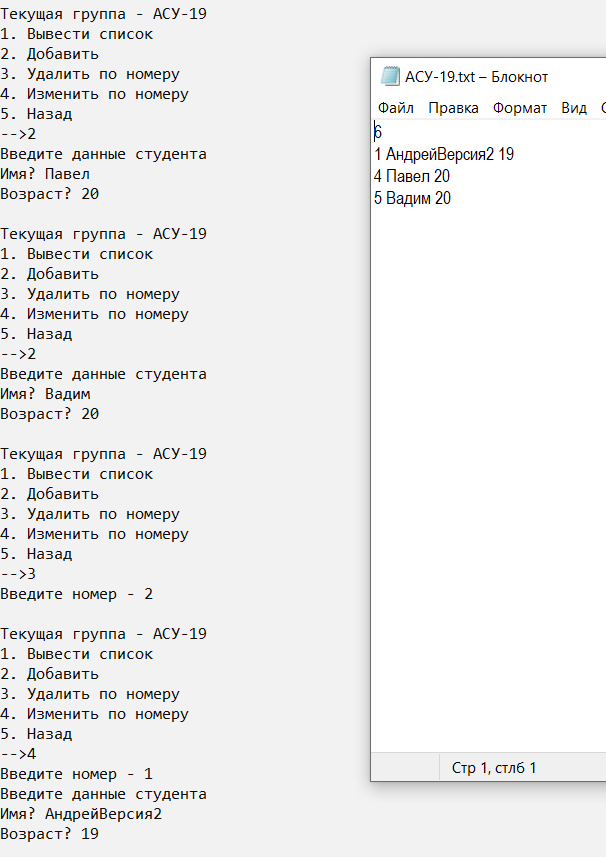 Текущая группа - АСУ-19
1. Вывести список
2. Добавить
3. Удалить по номеру
4. Изменить по номеру
5. Назад
-->2
Введите данные студента
Имя? Павел
Возраст? 20
Текущая группа - АСУ-19
1. Вывести список
2. Добавить
3. Удалить по номеру
4. Изменить по номеру
5. Назад
-->2
Введите данные студента
Имя? Вадим
Возраст? 20
Текущая группа - АСУ-19
1. Вывести список
2. Добавить
3. Удалить по номеру
4. Изменить по номеру
5. Назад
-->3
Введите номер - 2
Текущая группа - АСУ-19
1. Вывести список
2. Добавить
3. Удалить по номеру
4. Изменить по номеру
5. Назад
-->4
Введите номер - 1
Введите данные студента
Имя? АндрейВерсия2
Возраст? 19
АСУ-19.txt – Блокнот
Файл Правка Формат Вид
6
1 АндрейВерсия2 19
4 Павел 20
5 Вадим 20
Стр 1, стлб 1